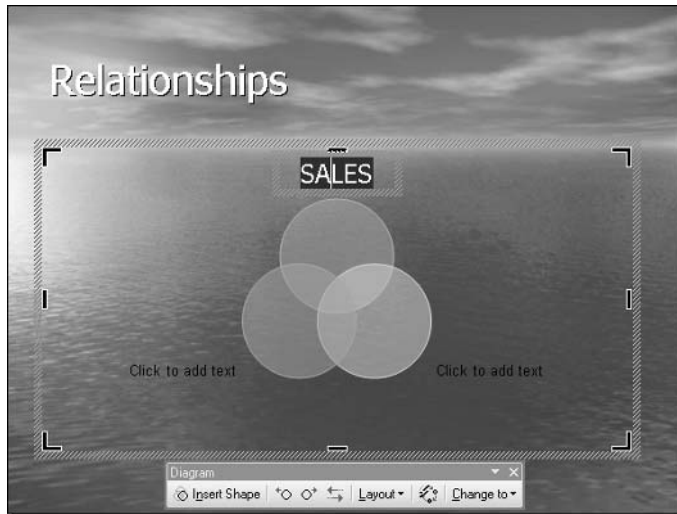 Relationships
SALES
Click to add text Click to add text
Diagram
Insert Shape Layout Change to